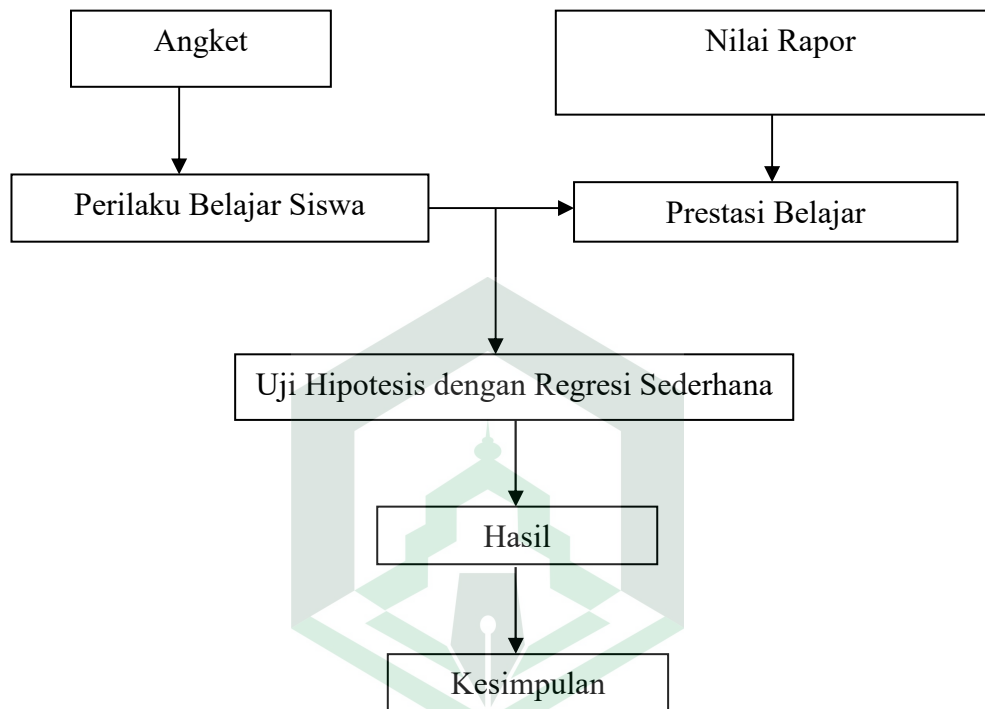 Angket
Nilai Rapor
Perilaku Belajar Siswa
Prestasi Belajar
Uji Hipotesis dengan Regresi Sederhana
Hasil
Kesimpulan